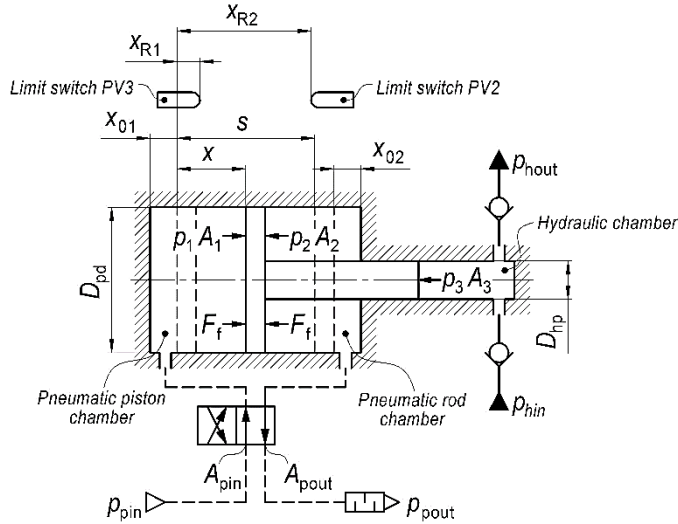 x_R2
x_R1
Limit switch PV3
Limit switch PV2
x_01
s
x
x_02
p_hout
Hydraulic chamber
p_1 A_1
p_2 A_2
D_pd
p_3 A_3
F_f
F_f
D_hp
Pneumatic piston
chamber
Pneumatic rod
chamber
p_hin
A_pin
A_pout
p_pin
p_pout